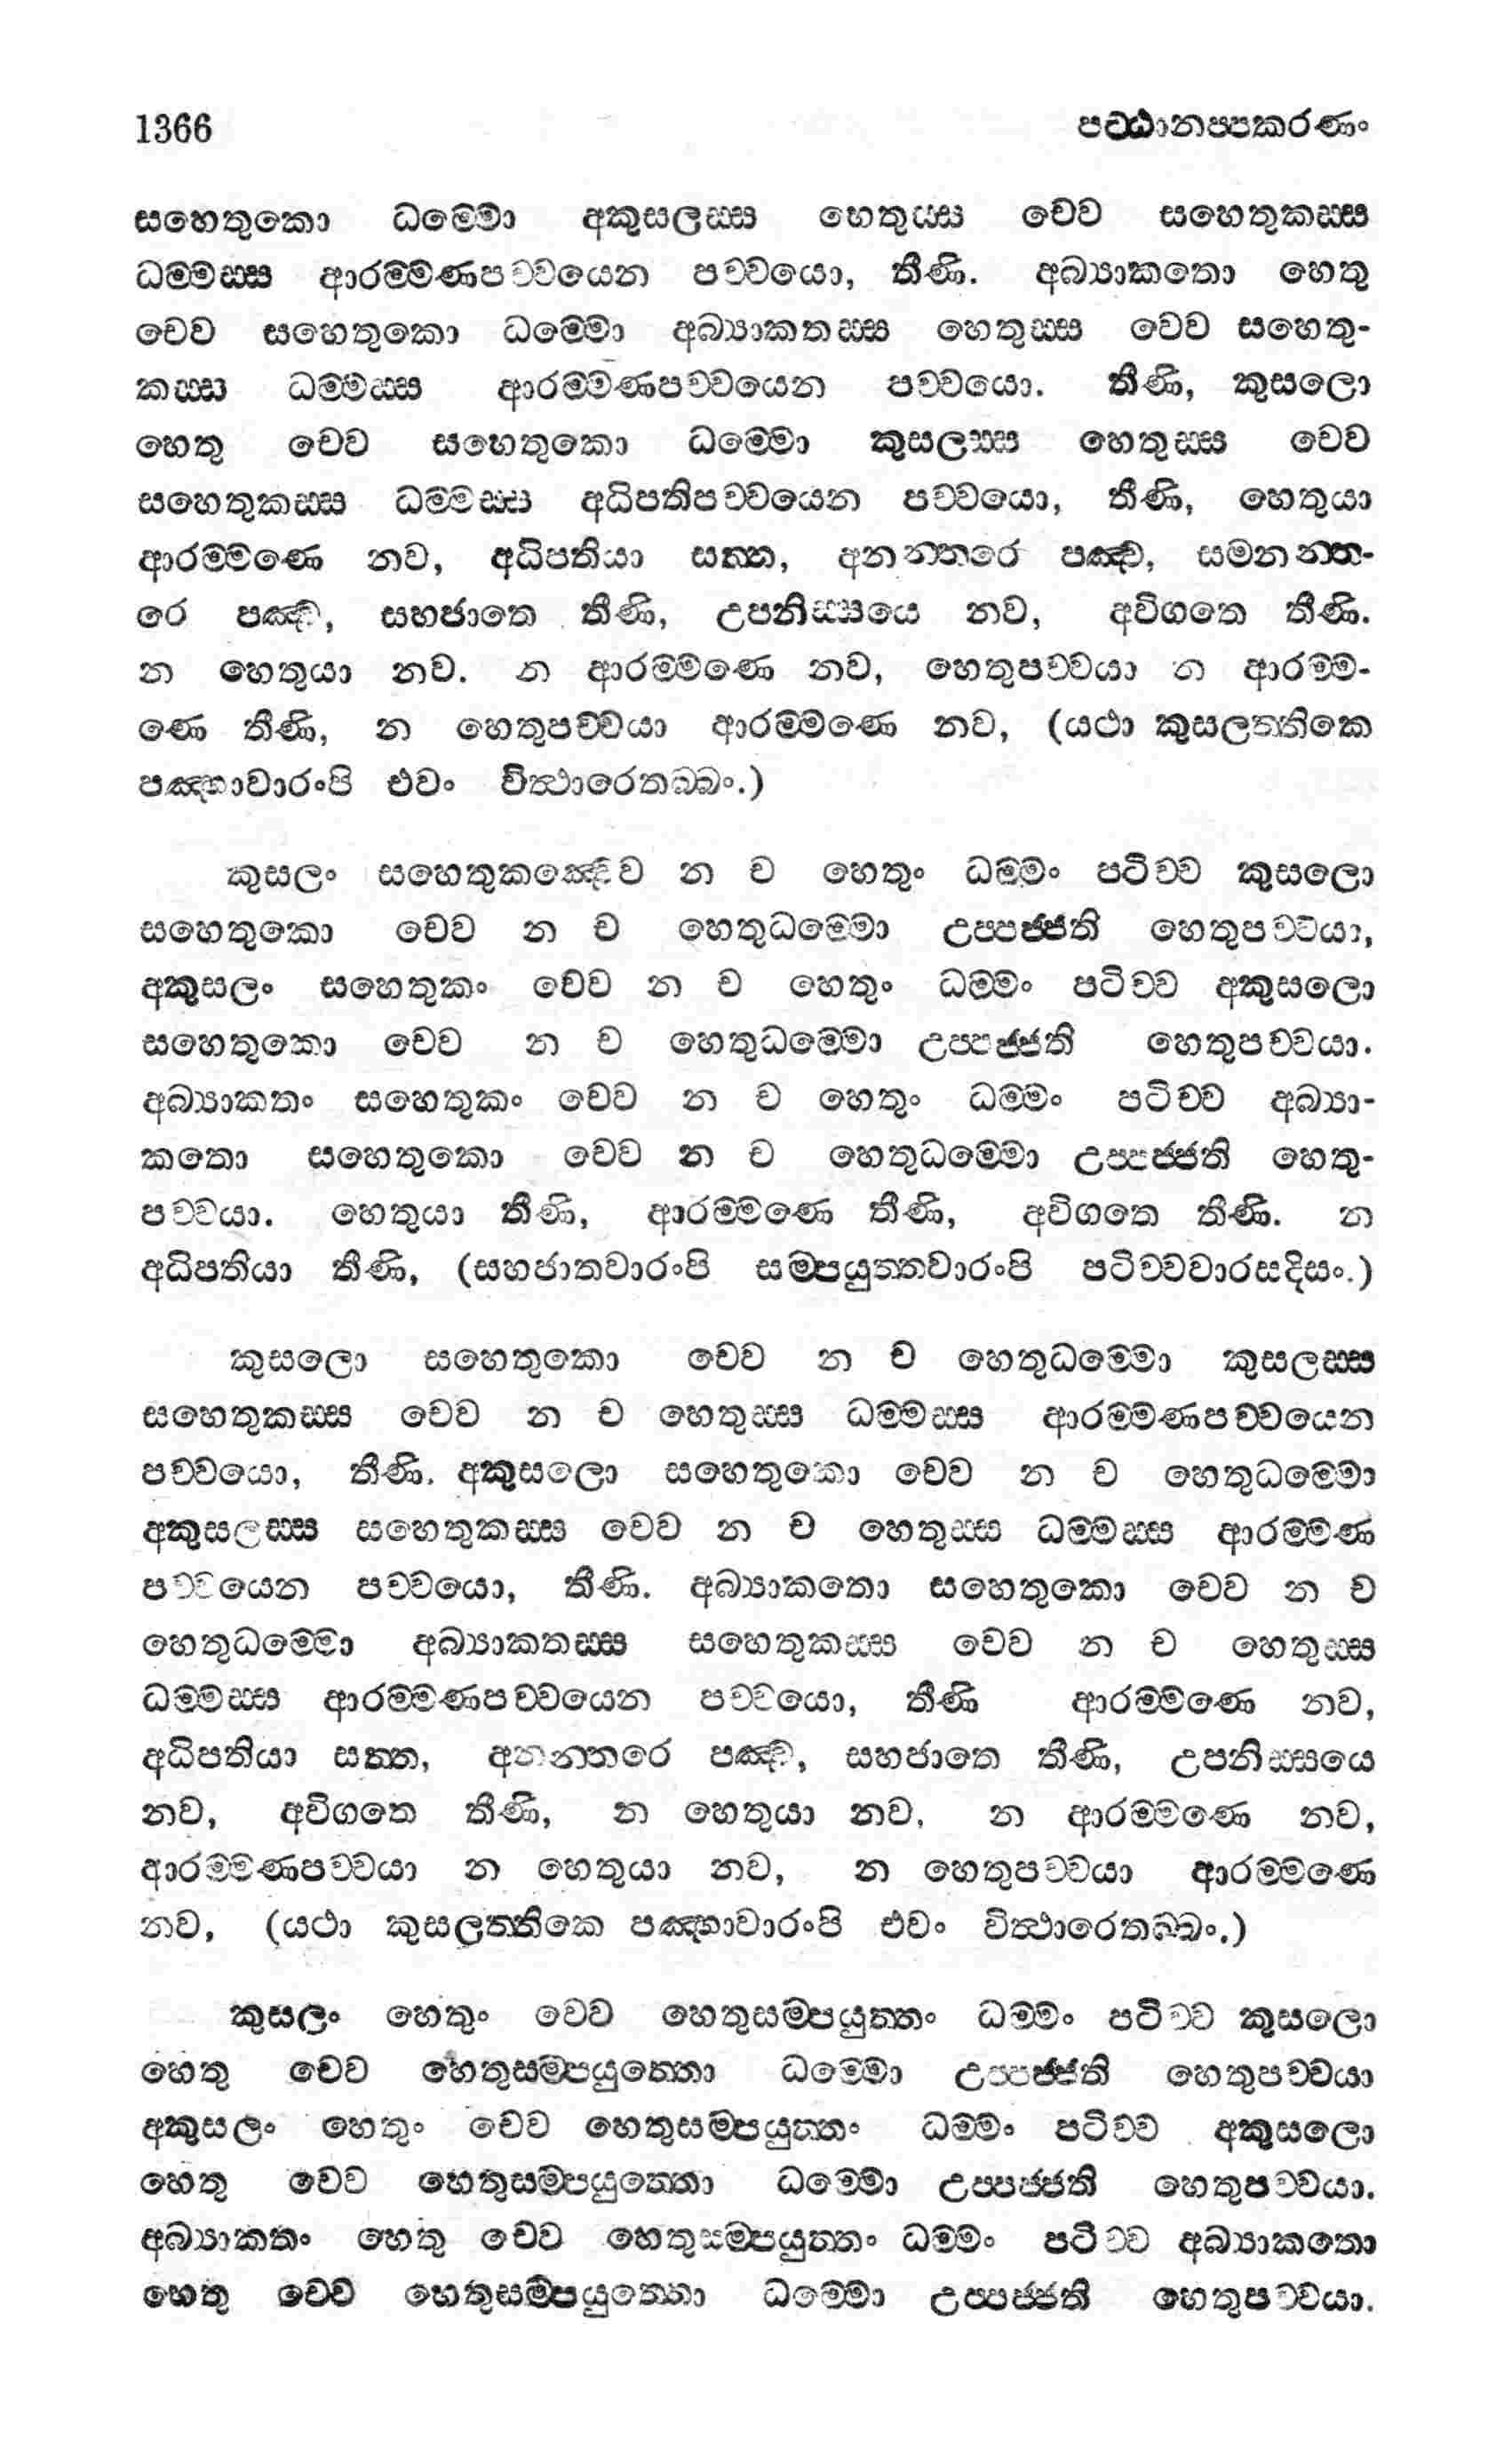 1366 පට්ඨානප්පකරණං
සහෙතුකො ධම්මො අකුසලස්ස හෙතුස්ස චෙව සහෙතුකස්ස
ධම්මස්ස ආරම්මණපච්චයෙන පච්චයො, තීණි. අබ්‍යාකතො හෙතු
චෙව සහෙතුකො ධම්මො අබ්‍යාකතස්ස හෙතුස්ස චෙව සහෙතු-
කස්ස ධම්මස්ස ආරම්මණපච්චයෙන පච්චයො. තීණි, කුසලො
හෙතු චෙව සහෙතුකො ධම්මො කුසලස්ස හෙතුස්ස චෙව
සහෙතුකස්ස ධම්මස්ස අධිපතිපච්චයෙන පච්චයො, තීණි, හෙතුයා
ආරම්මණෙ නව, අධිපතියා සත්ත, අනන්තරෙ පඤ්ච, සමනන්ත-
රෙ පඤ්ච, සහජාතෙ තීණි, උපනිස්සයෙ නව, අවිගතෙ තීණි.
න හෙතුයා නව. න ආරම්මණෙ නව, හෙතුපච්චයා න ආරම්ම-
ණෙ තීණි, න හෙතුපච්චයා ආරම්මණෙ නව, (යථා කුසලත්තිකෙ
පඤ්හාවාරංපි එවං විත්ථාරෙතබ්බං.)
කුසලං සහෙතුකඤ්චෙව න ච හෙතුං ධම්මං පටිච්ච කුසලො
සහෙතුකො චෙව න ච හෙතුධම්මො උප්පජ්ජති හෙතුපච්චයා,
අකුසලං සහෙතුකං චෙව න ච හෙතුං ධම්මං පටිච්ච අකුසලො
සහෙතුකො චෙව න ච හෙතුධම්මො උප්පජ්ජති හෙතුපච්චයා.
අබ්‍යාකතං සහෙතුකං චෙව න ච හෙතුං ධම්මං පටිච්ච අබ්‍යා-
කතො සහෙතුකො චෙව න ච හෙතුධම්මො උප්පජ්ජති හෙතු-
පච්චයා. හෙතුයා තීණි, ආරම්මණෙ තීණි, අවිගතෙ තීණි. න
අධිපතියා තීණි, (සහජාතවාරංපි සම්පයුත්තවාරංපි පටිච්චවාරසදිසං.)
කුසලො සහෙතුකො චෙව න ච හෙතුධම්මො කුසලස්ස
සහෙතුකස්ස චෙව න ච හෙතුස්ස ධම්මස්ස ආරම්මණපච්චයෙන
පච්චයො, තීණි. අකුසලො සහෙතුකො චෙව න ච හෙතුධම්මො
අකුසලස්ස සහෙතුකස්ස චෙව න ච හෙතුස්ස ධම්මස්ස ආරම්මණ
පච්චයෙන පච්චයො, තීණි. අබ්‍යාකතො සහෙතුකො චෙව න ච
හෙතුධම්මො අබ්‍යාකතස්ස සහෙතුකස්ස චෙව න ච හෙතුස්ස
ධම්මස්ස ආරම්මණපච්චයෙන පච්චයො, තීණි ආරම්මණෙ නව,
අධිපතියා සත්ත, අනන්තරෙ පඤ්ච, සහජාතෙ තීණි, උපනිස්සයෙ
නව, අවිගතෙ තීණි, න හෙතුයා නව, න ආරම්මණෙ නව,
ආරම්මණපච්චයා න හෙතුයා නව, න හෙතුපච්චයා ආරම්මණෙ
නව, (යථා කුසලත්තිකෙ පඤ්හාවාරංපි එවං විත්ථාරෙතබ්බං.)
කුසලං හෙතුං චෙව හෙතුසම්පයුත්තං ධම්මං පටිච්ච කුසලො
හෙතු චෙව හෙතුසම්පයුත්තො ධම්මො උප්පජ්ජති හෙතුපච්චයා
අකුසලං හෙතුං චෙව හෙතුසම්පයුත්තං ධම්මං පටිච්ච අකුසලො
හෙතු චෙව හෙතුසම්පයුත්තො ධම්මො උප්පජ්ජති හෙතුපච්චයා.
අබ්‍යාකතං හෙතු චෙව හෙතුසම්පයුත්තං ධම්මං පටිච්ච අබ්‍යාකතො
හෙතු චෙව හෙතුසම්පයුත්තො ධම්මො උප්පජ්ජති හෙතුපච්චයා.